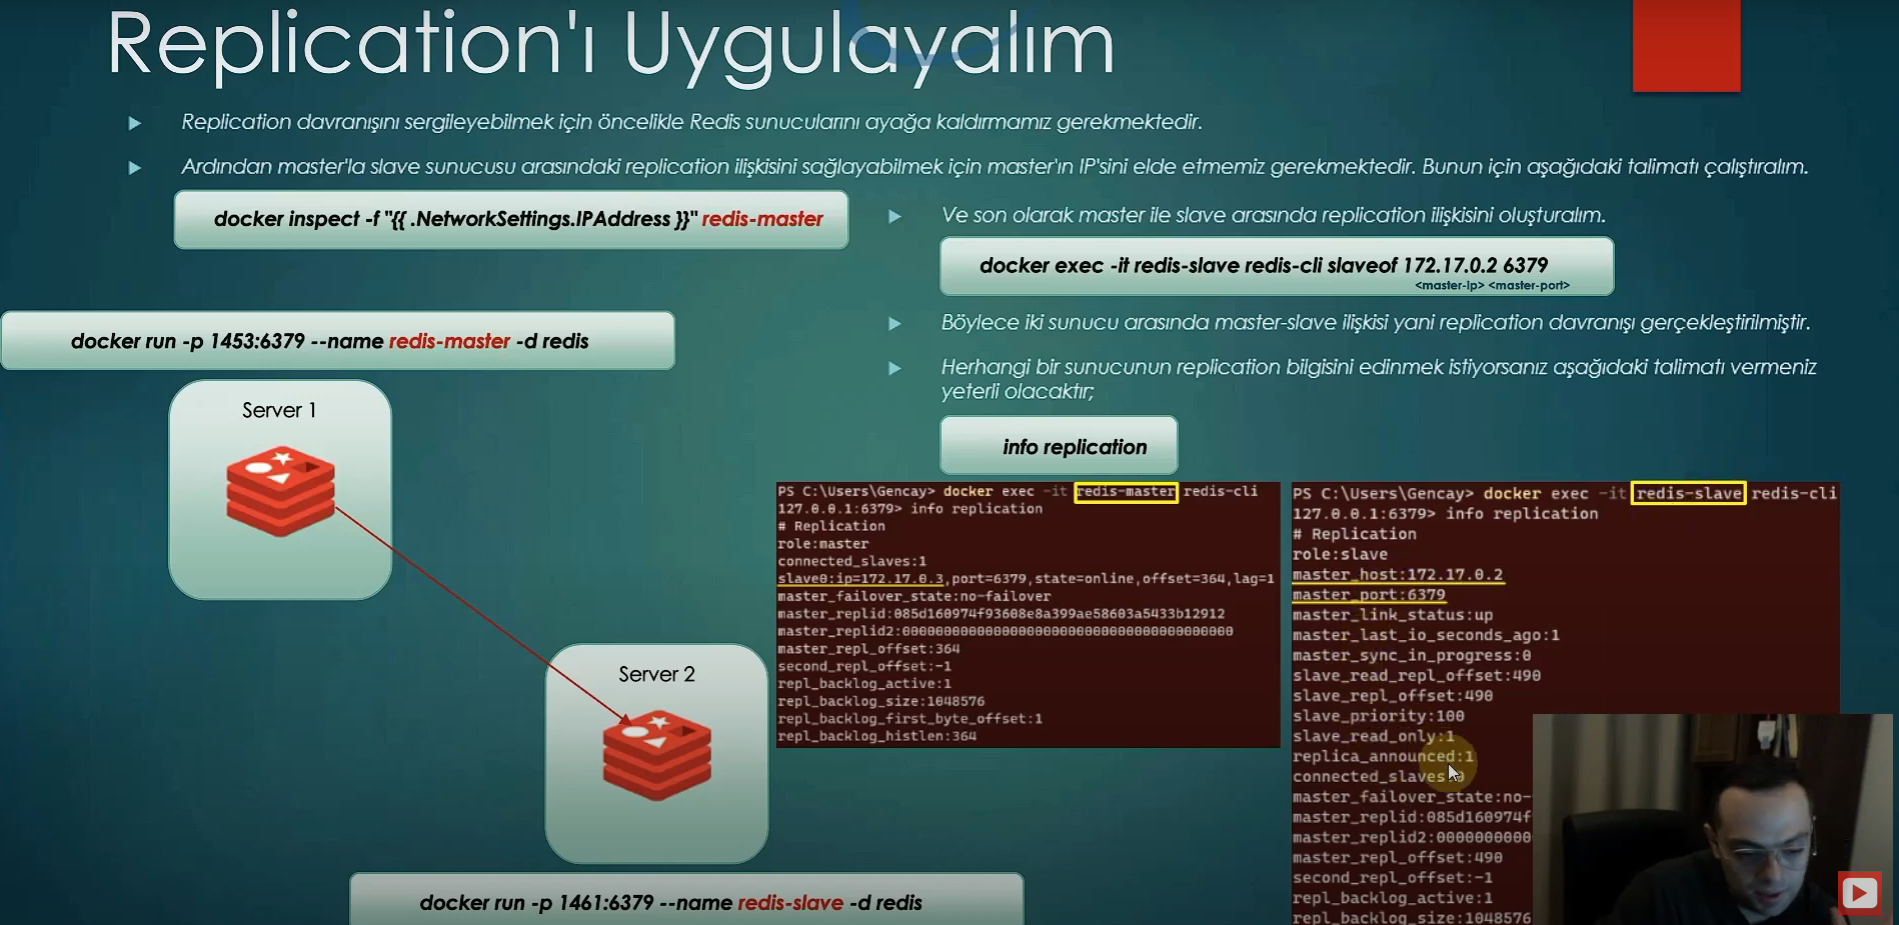 Replication'ı Uygulayalım
Replication davranışını sergileyebilmek için öncelikle Redis sunucularını ayağa kaldırmamız gerekmektedir.
Ardından master'la slave sunucusu arasındaki replication ilişkisini sağlayabilmek için master'ın IP'sini elde etmemiz gerekmektedir. Bunun için aşağıdaki talimatı çalıştıralım.
docker inspect -f "{{ .NetworkSettings.IPAddress }}" redis-master
docker run -p 1453:6379 --name redis-master -d redis
Server 1
Server 2
docker run -p 1461:6379 --name redis-slave -d redis
Ve son olarak master ile slave arasında replication ilişkisini oluşturalım.
docker exec -it redis-slave redis-cli slaveof 172.17.0.2 6379
<master-ip> <master-port>
Böylece iki sunucu arasında master-slave ilişkisi yani replication davranışı gerçekleştirilmiştir.
Herhangi bir sunucunun replication bilgisini edinmek istiyorsanız aşağıdaki talimatı vermeniz
yeterli olacaktır;
info replication
PS C:\Users\Gencay> docker exec -it redis-master redis-cli
127.0.0.1:6379> info replication
# Replication
role:master
connected_slaves:1
slave0:ip=172.17.0.3,port=6379,state=online,offset=364,lag=1
master_failover_state:no-failover
master_replid:085d160974f93608e8a399ae58603a5433b12912
master_replid2:0000000000000000000000000000000000000000
master_repl_offset:364
second_repl_offset:-1
repl_backlog_active:1
repl_backlog_size:1048576
repl_backlog_first_byte_offset:1
repl_backlog_histlen:364
PS C:\Users\Gencay> docker exec -it redis-slave redis-cli
127.0.0.1:6379> info replication
# Replication
role:slave
master_host:172.17.0.2
master_port:6379
master_link_status:up
master_last_io_seconds_ago:1
master_sync_in_progress:0
slave_read_repl_offset:490
slave_repl_offset:490
slave_priority:100
slave_read_only:1
replica_announced:1
connected_slaves:0
master_failover_state:no-
master_replid:085d160974f
master_replid2:0000000000
master_repl_offset:490
second_repl_offset:-1
repl_backlog_active:1
repl_backlog_size:1048576